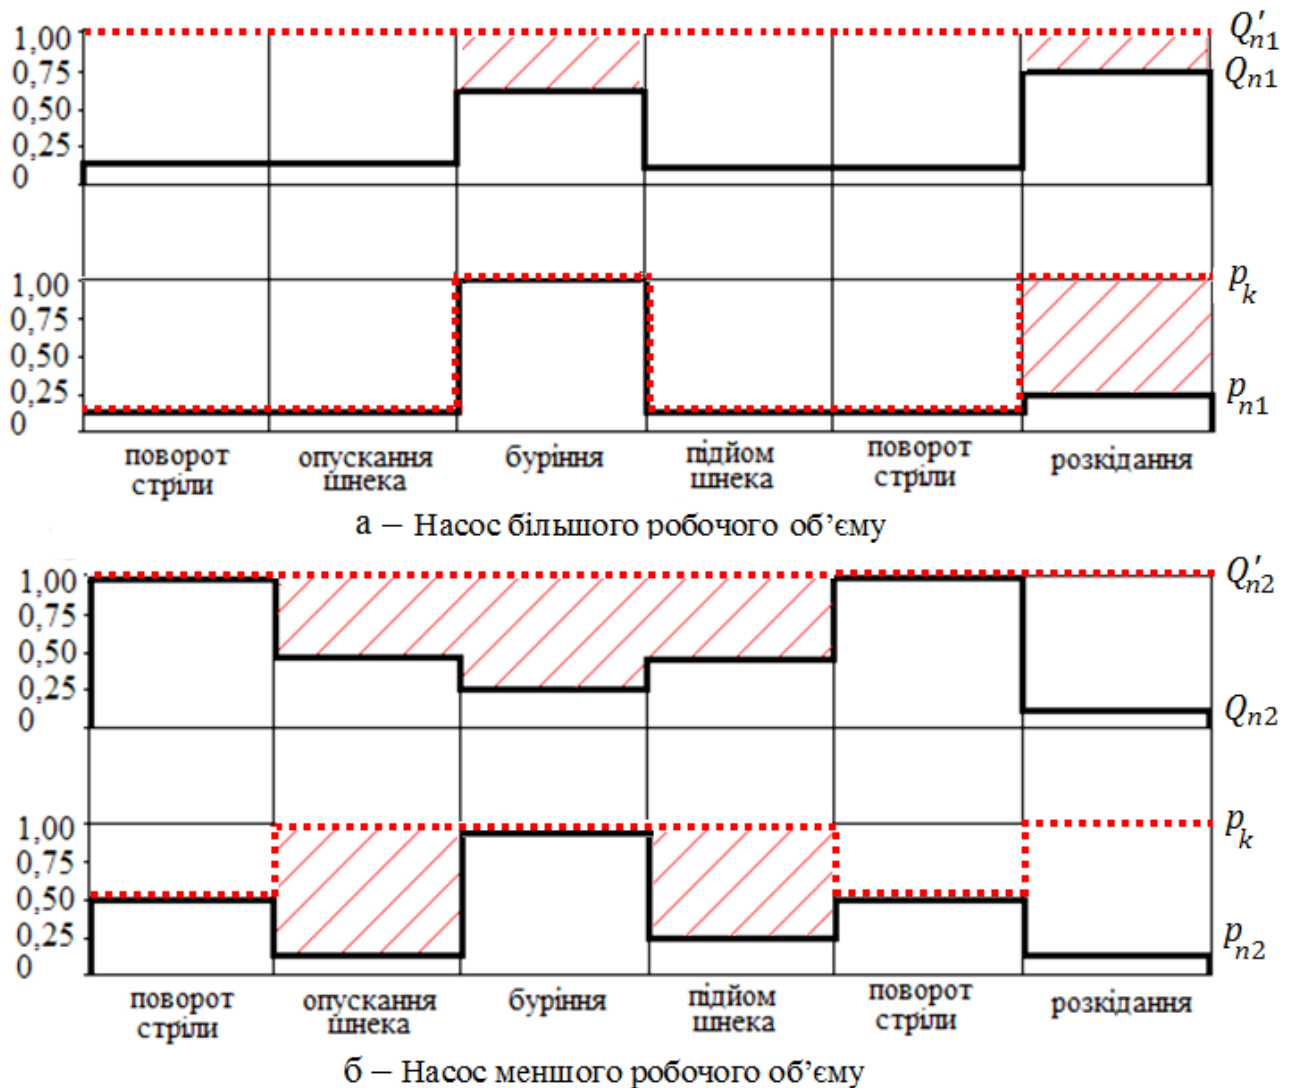 1,00
0,75
0,50
0,25
0
Q'n1
Qn1
1,00
0,75
0,50
0,25
0
pk
pn1
поворот
стріли
опускання
шнека
буріння
підйом
шнека
поворот
стріли
розкідання
а – Насос більшого робочого об’єму
1,00
0,75
0,50
0,25
0
Q'n2
Qn2
1,00
0,75
0,50
0,25
0
pk
pn2
поворот
стріли
опускання
шнека
буріння
підйом
шнека
поворот
стріли
розкідання
б – Насос меншого робочого об’єму